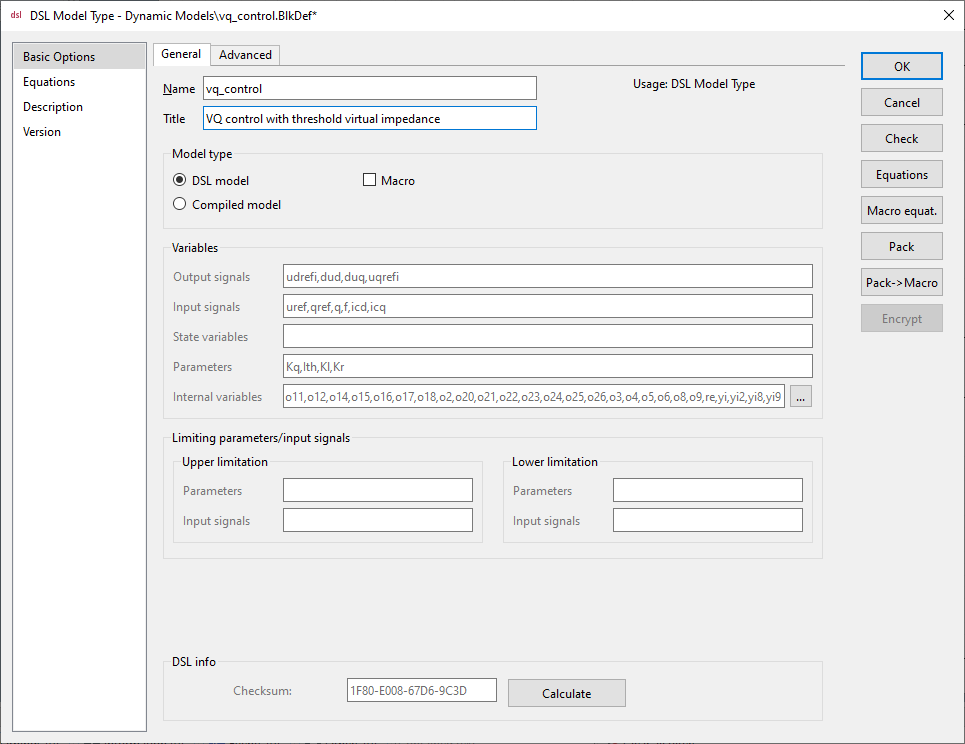 dsl DSL Model Type - Dynamic Models\vq_control.BlkDef*
Basic Options
Equations
Description
Version
General Advanced
Name vq_control
Usage: DSL Model Type
Title VQ control with threshold virtual impedance
Model type
DSL model Macro
Compiled model
Variables
Output signals udrefi,dud,duq,uqrefi
Input signals uref,qref,q,f,icd,icq
State variables
Parameters Kq,Ith,Kl,Kr
Internal variables o11,o12,o14,o15,o16,o17,o18,o2,o20,o21,o22,o23,o24,o25,o26,o3,o4,o5,o6,o8,o9,re,yi,yi2,yi8,yi9 ...
Limiting parameters/input signals
Upper limitation Lower limitation
Parameters Parameters
Input signals Input signals
DSL info
Checksum: 1F80-E008-67D6-9C3D Calculate
OK
Cancel
Check
Equations
Macro equat.
Pack
Pack->Macro
Encrypt